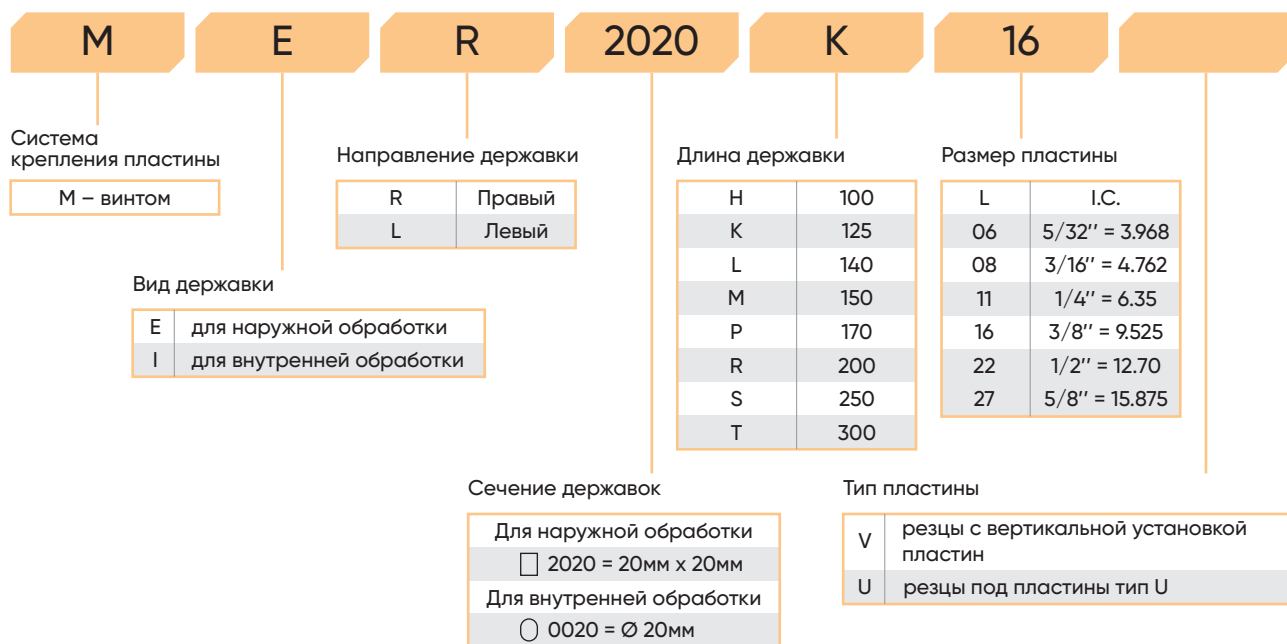 M E R 2020 K 16
Система
крепления пластины
М – винтом
Вид державки
E для наружной обработки
I для внутренней обработки
Направление державки
R Правый
L Левый
Сечение державок
Для наружной обработки
2020 = 20мм х 20мм
Для внутренней обработки
0020 = Ø 20мм
Длина державки
H 100
K 125
L 140
M 150
P 170
R 200
S 250
T 300
Размер пластины
L I.C.
06 5/32'' = 3.968
08 3/16'' = 4.762
11 1/4'' = 6.35
16 3/8'' = 9.525
22 1/2'' = 12.70
27 5/8'' = 15.875
Тип пластины
V резцы с вертикальной установкой
пластин
U резцы под пластины тип U